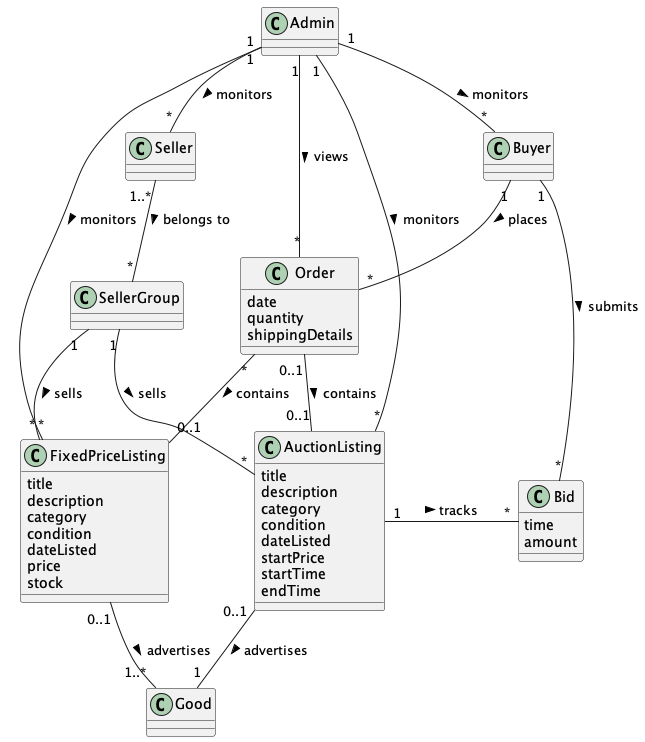 C Admin
1
1
1
1
1
monitors
monitors
*
*
C Seller
C Buyer
1..*
1
1
views
monitors
belongs to
monitors
places
*
*
*
C SellerGroup
C Order
date
quantity
shippingDetails
submits
1
1
*
0..1
sells
sells
contains
contains
*
*
0..1
0..1
*
*
*
C FixedPriceListing
title
description
category
condition
dateListed
price
stock
C AuctionListing
title
description
category
condition
dateListed
startPrice
startTime
endTime
1
tracks
*
C Bid
time
amount
0..1
0..1
advertises
advertises
1..*
1
C Good